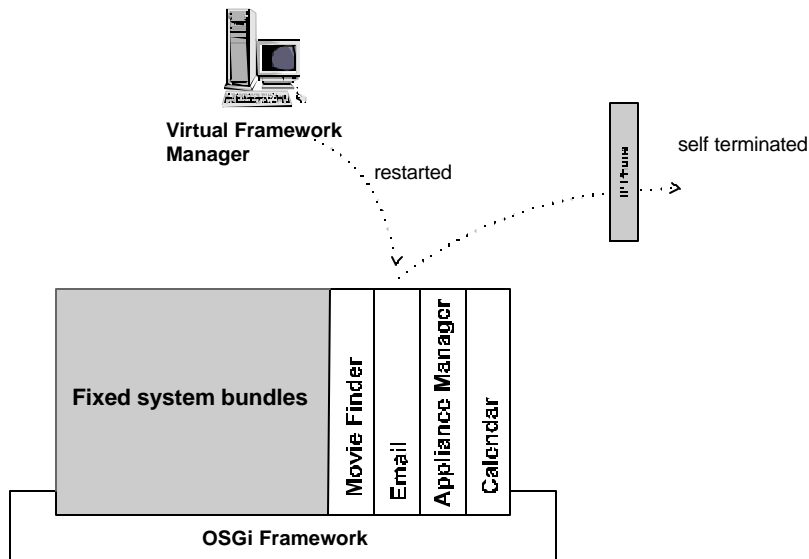 Virtual Framework
Manager
restarted
self terminated
Fixed system bundles
Movie Finder
Email
Appliance Manager
Calendar
OSGi Framework